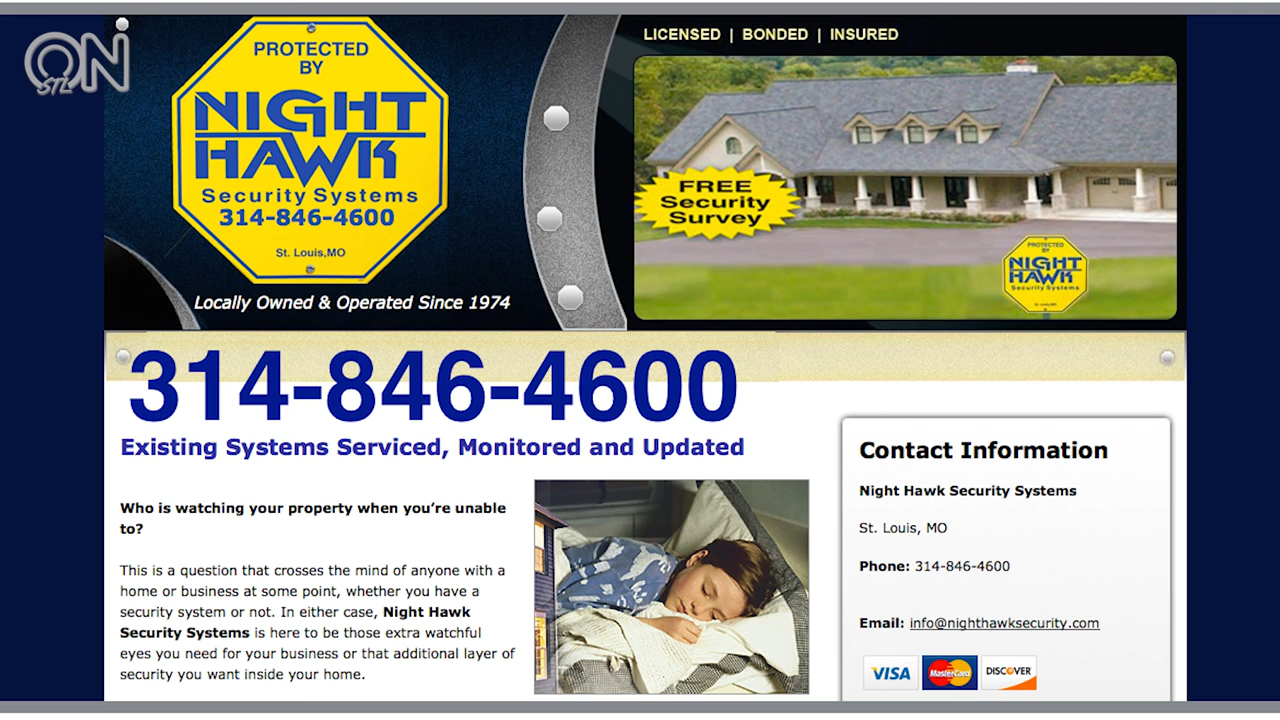 ON
STL
PROTECTED
BY
NIGHT
HAWK
Security Systems
314-846-4600
St. Louis,MO
Locally Owned & Operated Since 1974
LICENSED | BONDED | INSURED
FREE
Security
Survey
PROTECTED
BY
NIGHT
HAWK
Security Systems
St. Louis,MO
314-846-4600
Existing Systems Serviced, Monitored and Updated
Who is watching your property when you’re unable
to?
This is a question that crosses the mind of anyone with a
home or business at some point, whether you have a
security system or not. In either case, Night Hawk
Security Systems is here to be those extra watchful
eyes you need for your business or that additional layer of
security you want inside your home.
Contact Information
Night Hawk Security Systems
St. Louis, MO
Phone: 314-846-4600
Email: info@nighthawksecurity.com
VISA
MasterCard
DISCOVER